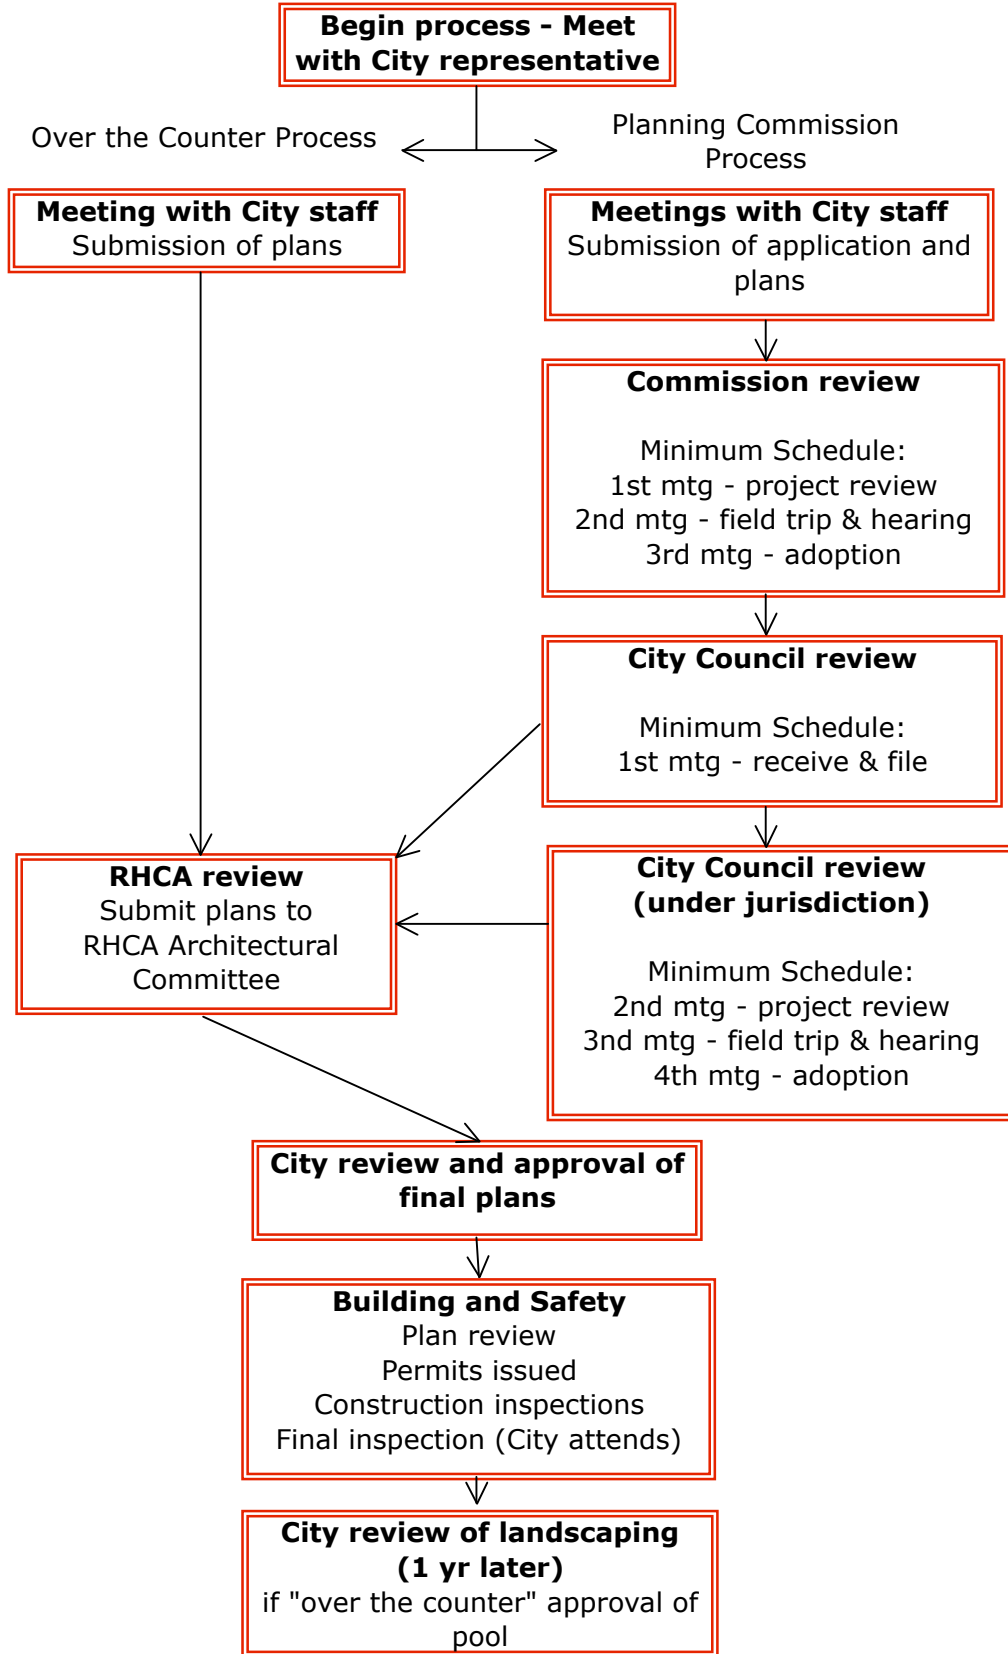 Begin process - Meet
with City representative
Over the Counter Process
Planning Commission
Process
Meeting with City staff
Submission of plans
Meetings with City staff
Submission of application and
plans
Commission review
Minimum Schedule:
1st mtg - project review
2nd mtg - field trip & hearing
3rd mtg - adoption
City Council review
Minimum Schedule:
1st mtg - receive & file
RHCA review
Submit plans to
RHCA Architectural
Committee
City Council review
(under jurisdiction)
Minimum Schedule:
2nd mtg - project review
3nd mtg - field trip & hearing
4th mtg - adoption
City review and approval of
final plans
Building and Safety
Plan review
Permits issued
Construction inspections
Final inspection (City attends)
City review of landscaping
(1 yr later)
if "over the counter" approval of
pool